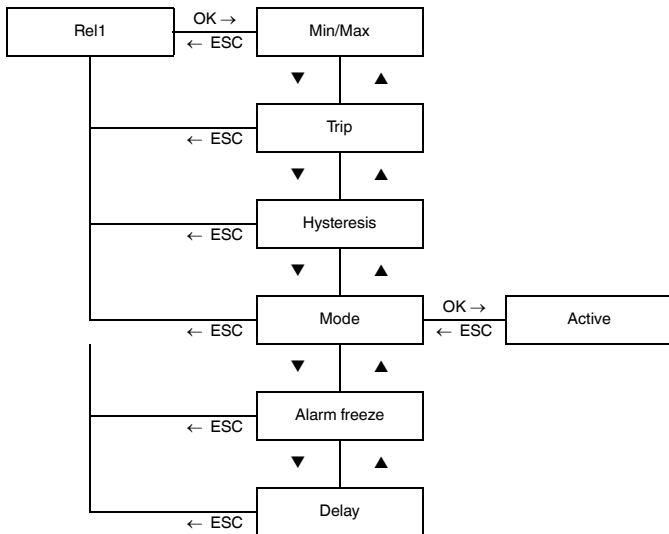 Rel1
OK →
← ESC
Min/Max
▼ ▲
← ESC
Trip
▼ ▲
← ESC
Hysteresis
▼ ▲
← ESC
Mode
OK →
← ESC
Active
▼ ▲
← ESC
Alarm freeze
▼ ▲
← ESC
Delay